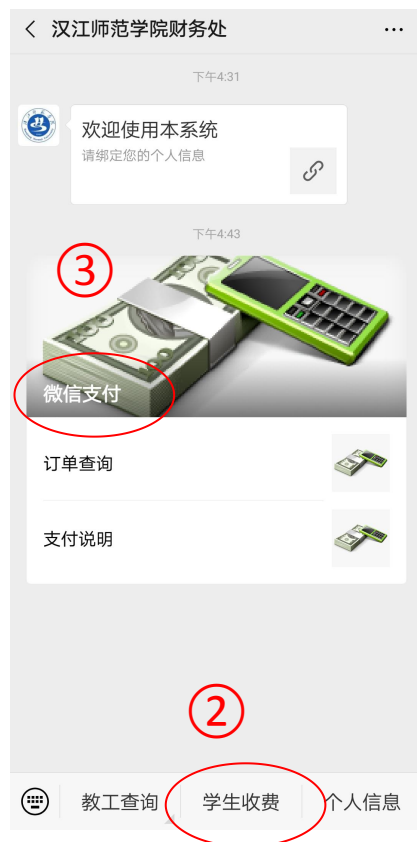 汉江师范学院财务处
下午4:31
欢迎使用本系统
请绑定您的个人信息
下午4:43
③
微信支付
订单查询
支付说明
②
教工查询
学生收费
个人信息